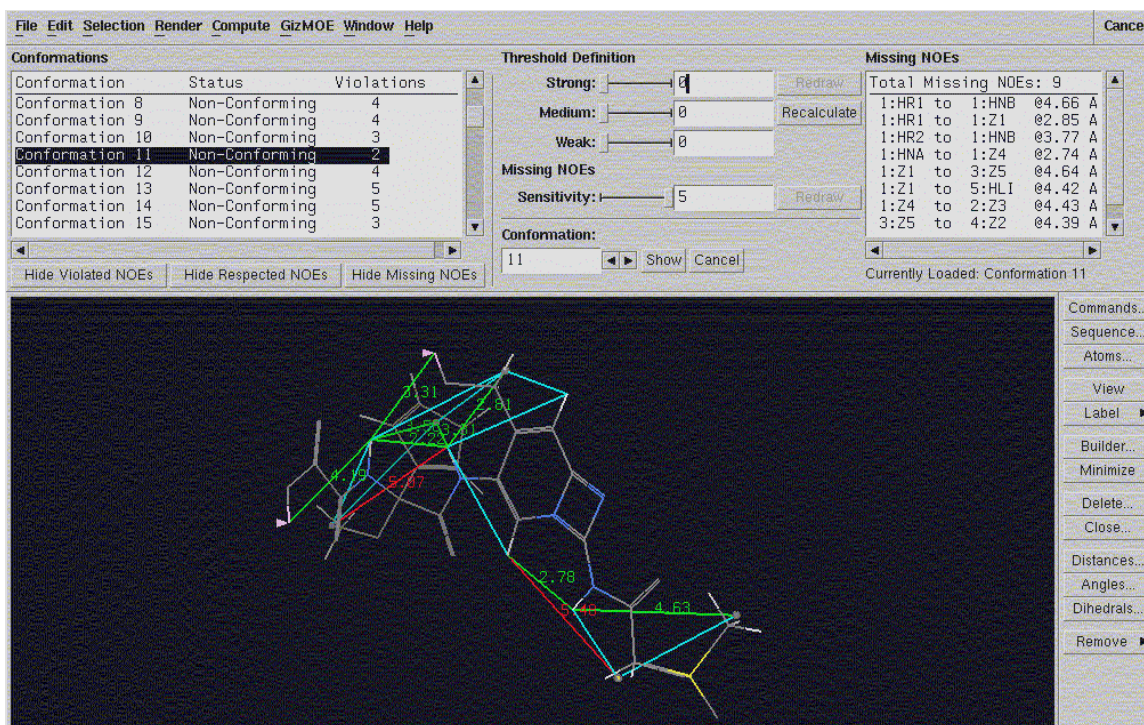 File Edit Selection Render Compute GizMOE Window Help Cance
Conformations
Conformation Status Violations
Conformation 8 Non-Conforming 4
Conformation 9 Non-Conforming 4
Conformation 10 Non-Conforming 3
Conformation 11 Non-Conforming 2
Conformation 12 Non-Conforming 4
Conformation 13 Non-Conforming 5
Conformation 14 Non-Conforming 5
Conformation 15 Non-Conforming 3
Hide Violated NOEs Hide Respected NOEs Hide Missing NOEs
Threshold Definition
Strong: 0 Redraw
Medium: 0 Recalculate
Weak: 0
Missing NOEs
Sensitivity: 5 Redraw
Conformation:
11 Show Cancel
Missing NOEs
Total Missing NOEs: 9
1:HR1 to 1:HNB @4.66 A
1:HR1 to 1:Z1 @2.85 A
1:HR2 to 1:HNB @3.77 A
1:HNA to 1:Z4 @2.74 A
1:Z1 to 3:Z5 @4.64 A
1:Z1 to 5:HLI @4.42 A
1:Z4 to 2:Z3 @4.43 A
3:Z5 to 4:Z2 @4.39 A
Currently Loaded: Conformation 11
3.31
2.81
2.22
4.19
5.07
2.78
4.63
Commands...
Sequence...
Atoms...
View
Label
Builder...
Minimize
Delete...
Close...
Distances...
Angles...
Dihedrals...
Remove